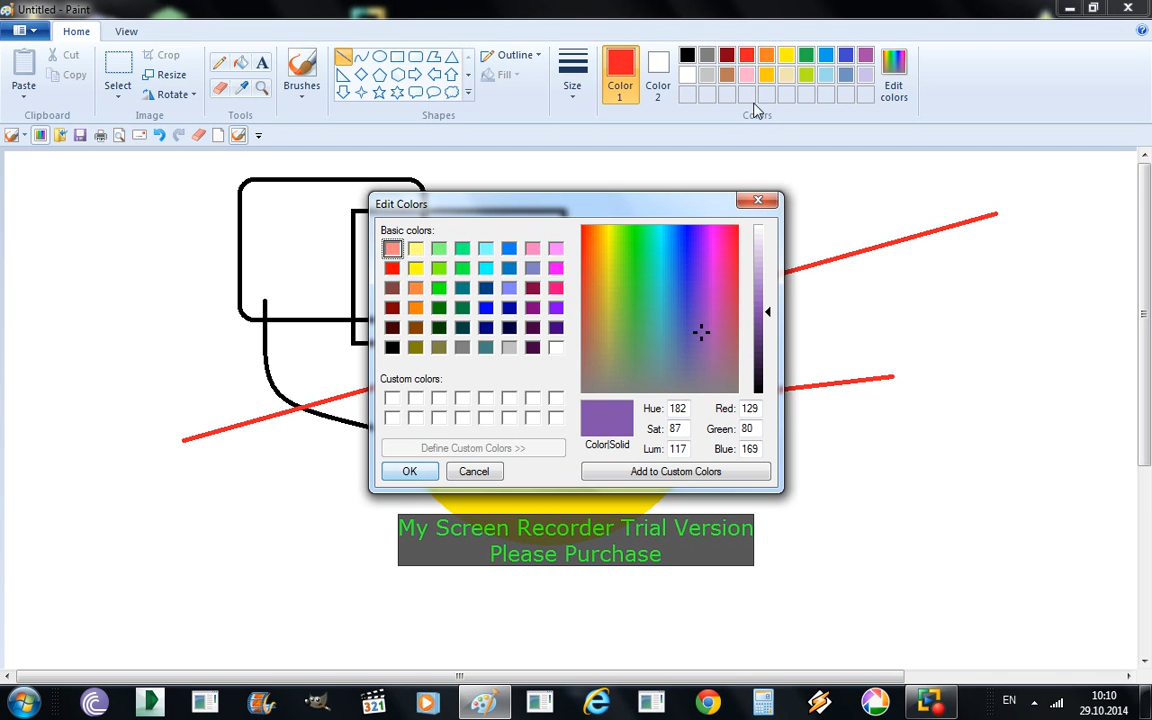 Untitled - Paint
Home
View
Paste
Cut
Copy
Clipboard
Select
Crop
Resize
Rotate
Image
Tools
Brushes
Outline
Fill
Shapes
Size
Color
1
Color
2
Edit
colors
Colors
Edit Colors
Basic colors:
Custom colors:
Define Custom Colors >>
OK
Cancel
Color|Solid
Hue: 182
Sat: 87
Lum: 117
Red: 129
Green: 80
Blue: 169
Add to Custom Colors
My Screen Recorder Trial Version
Please Purchase
321
EN
10:10
29.10.2014